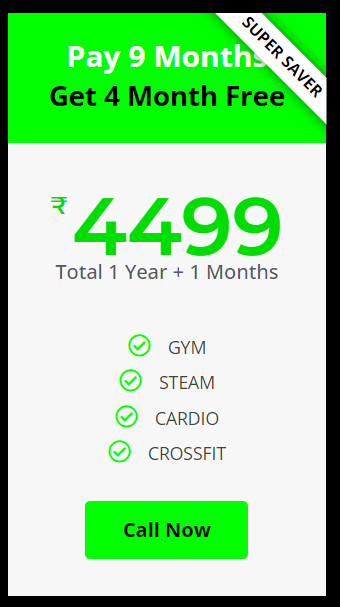 Pay 9 Months
SUPER SAVER
Get 4 Month Free
₹ 4499
Total 1 Year + 1 Months
GYM
STEAM
CARDIO
CROSSFIT
Call Now